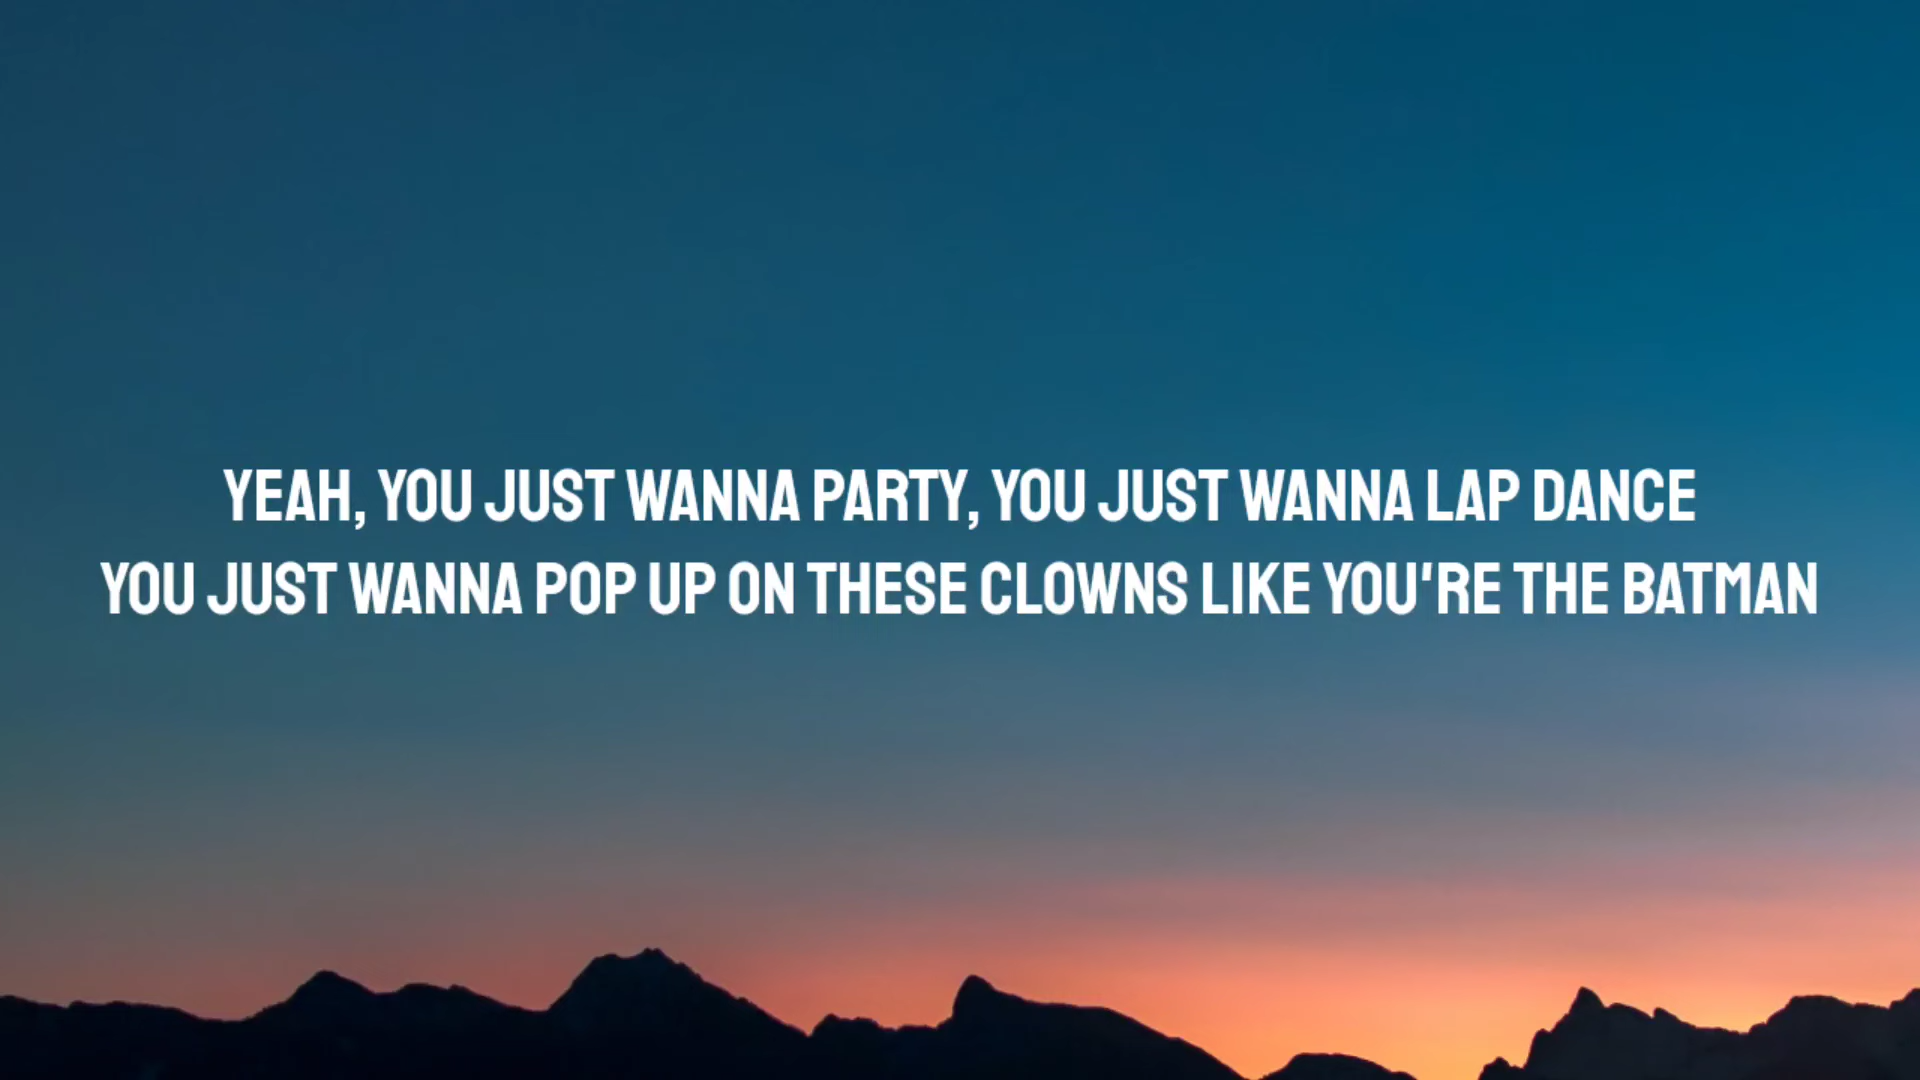 YEAH, YOU JUST WANNA PARTY, YOU JUST WANNA LAP DANCE
YOU JUST WANNA POP UP ON THESE CLOWNS LIKE YOU'RE THE BATMAN